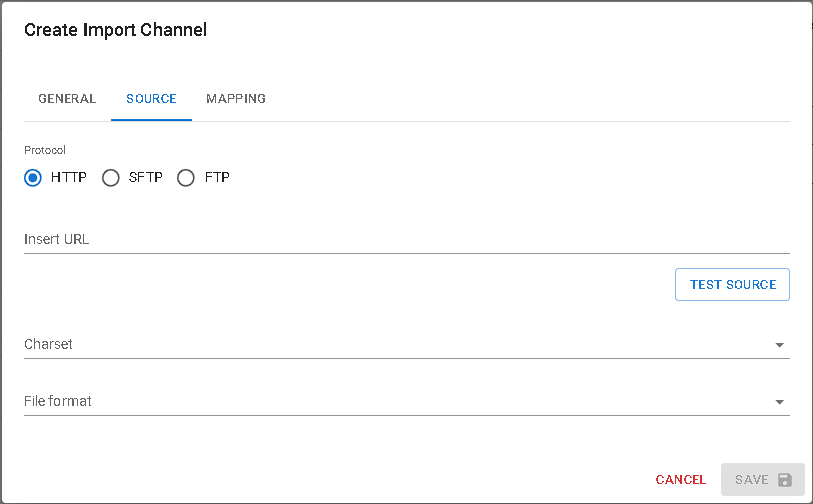 Create Import Channel
GENERAL SOURCE MAPPING
Protocol
HTTP SFTP FTP
Insert URL
TEST SOURCE
Charset
File format
CANCEL SAVE